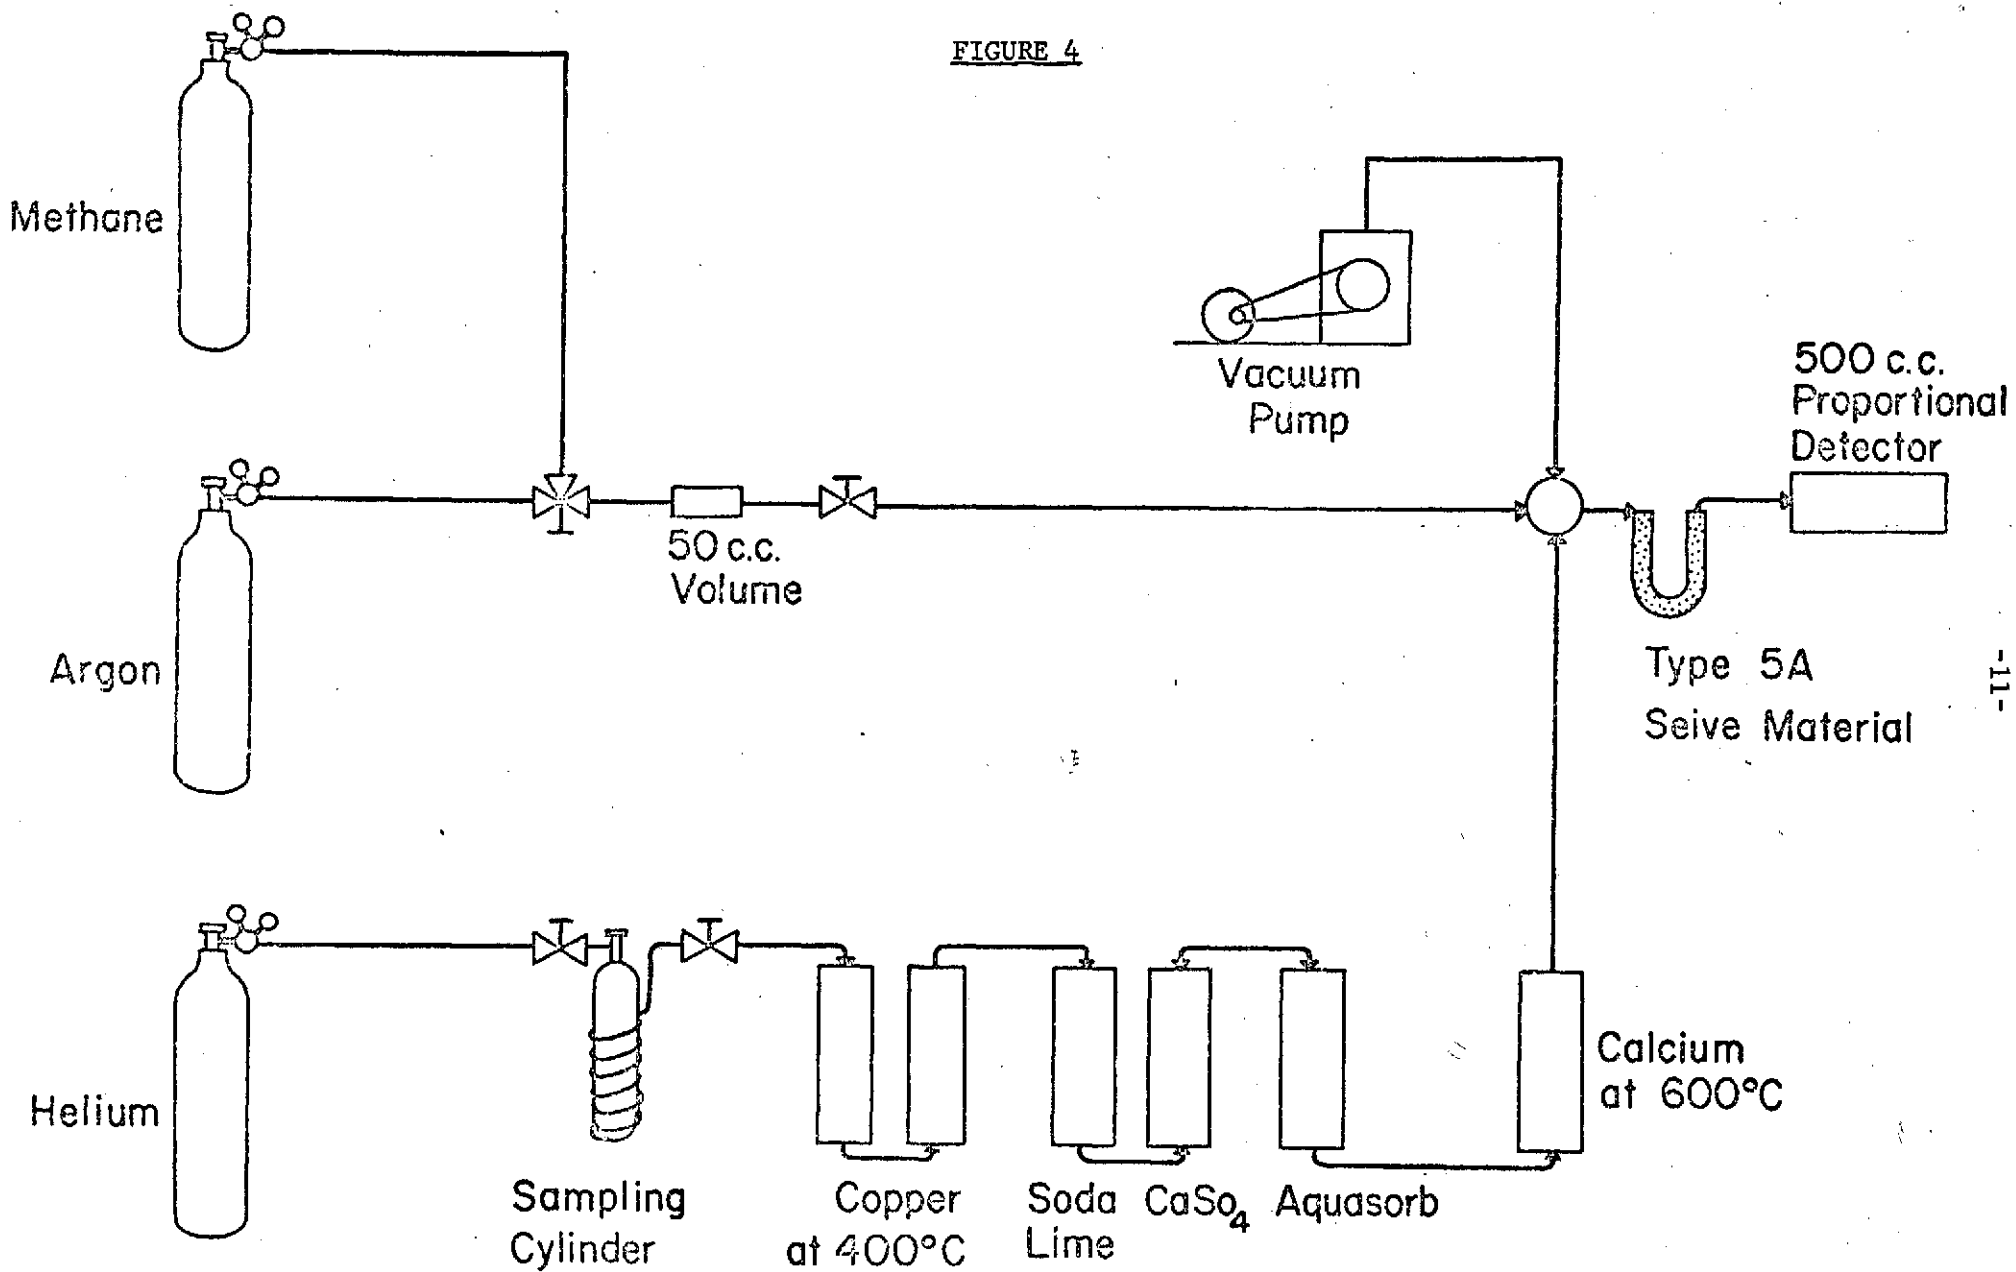 FIGURE 4
Methane
Vacuum
Pump
500 c.c.
Proportional
Detector
50 c.c.
Volume
Argon
Type 5A
Seive Material
-11-
Helium
Sampling
Cylinder
Copper
at 400°C
Soda
Lime
CaSo₄
Aquasorb
Calcium
at 600°C